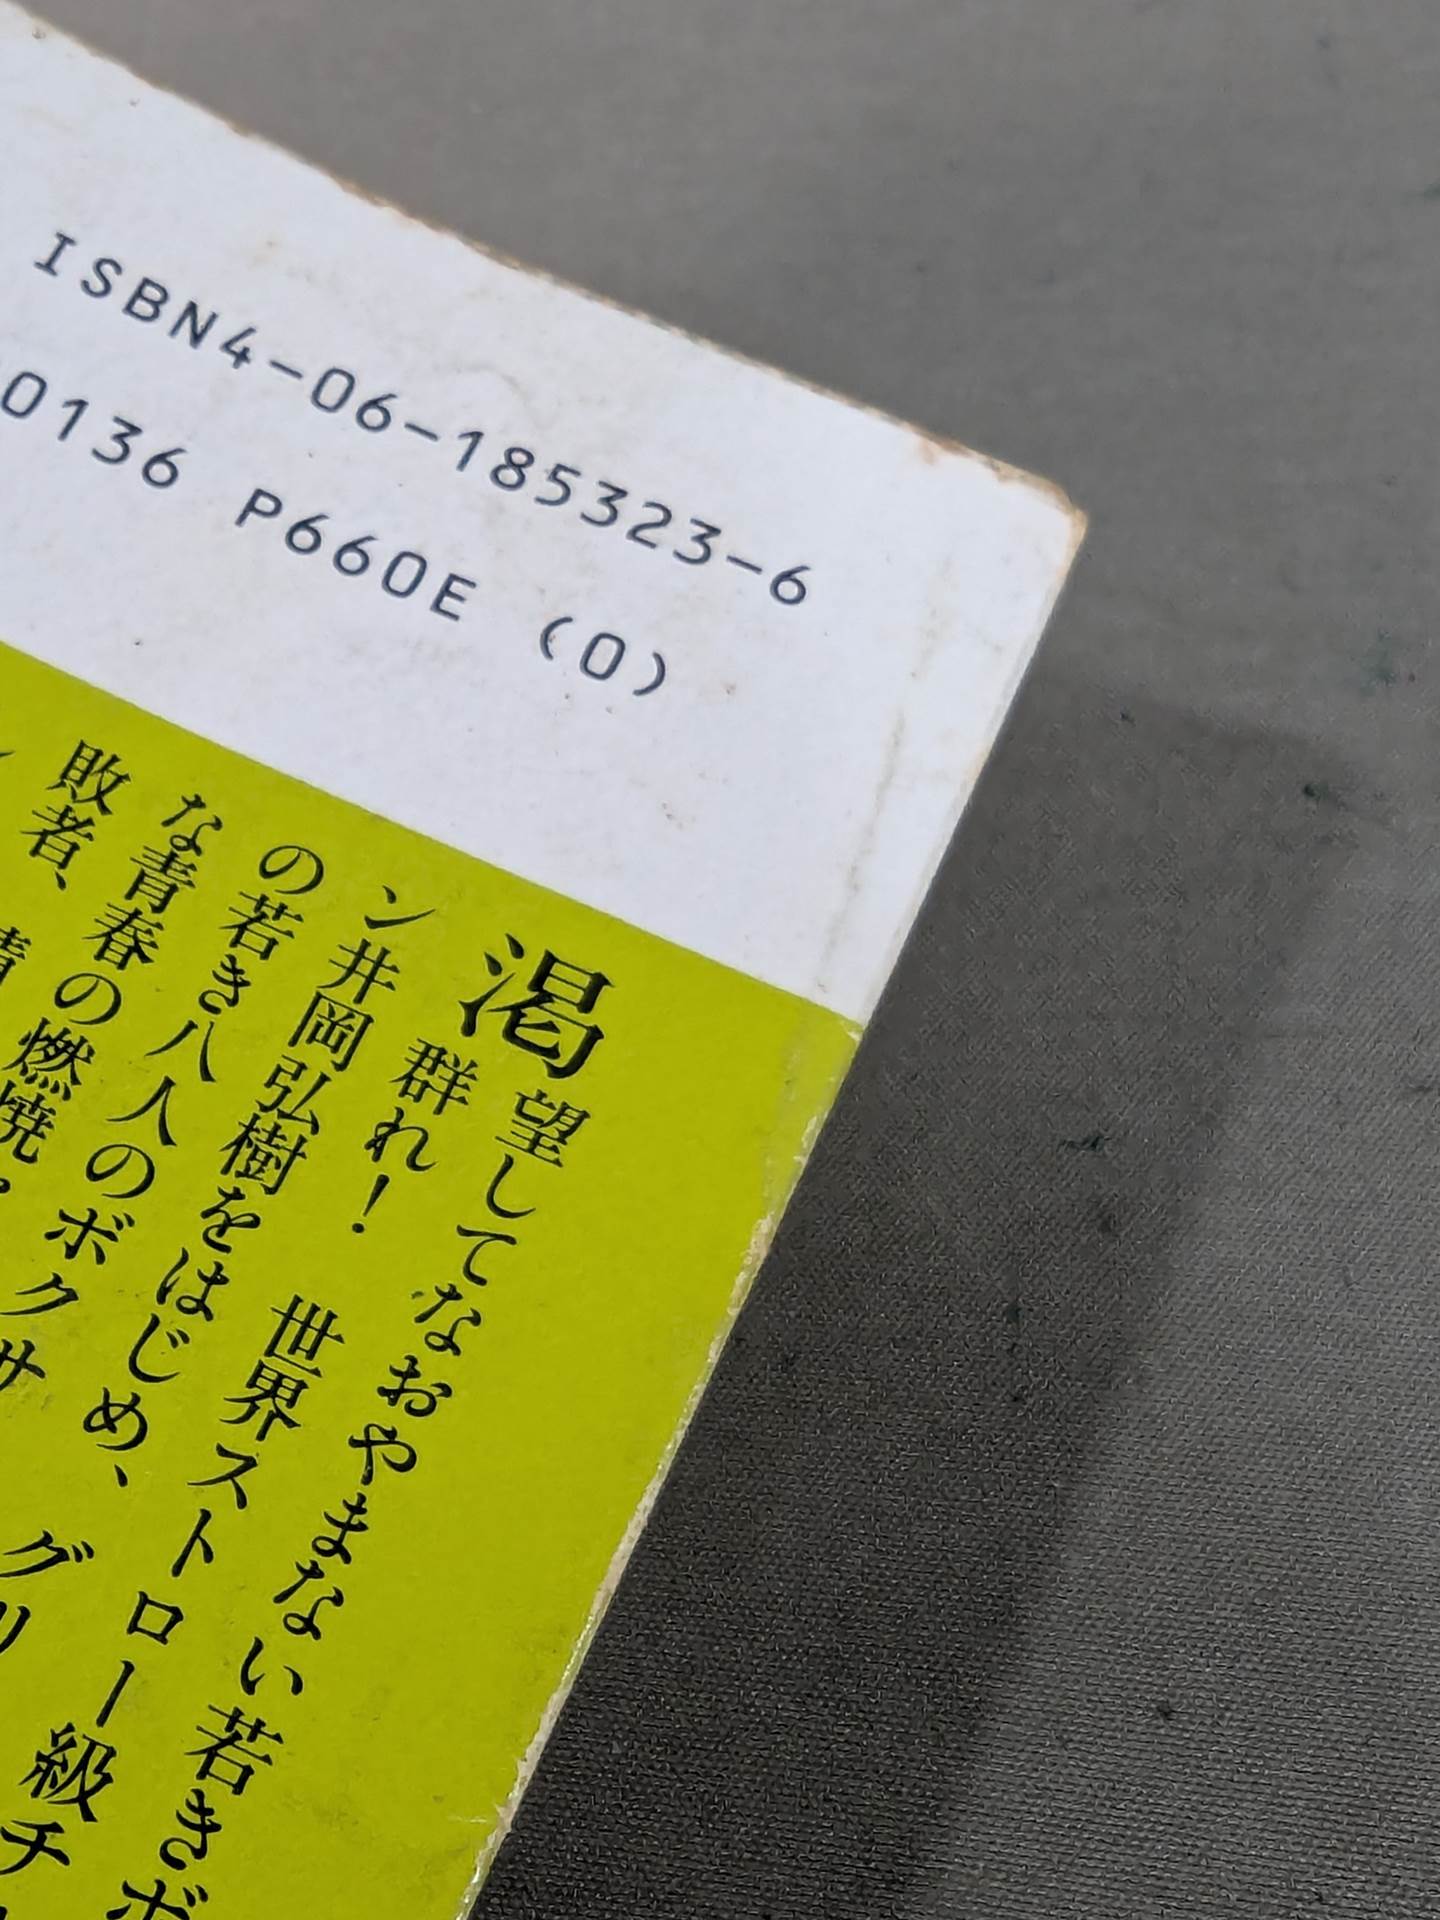 ISBN4-06-185323-6
0136 P660E (0)
渇望してなおやまない若きボ
群れ! 世界ストロー級チ
ン井岡弘樹をはじめ、グリ
の若き八人のボクサ
な青春の燃焼。
敗者、